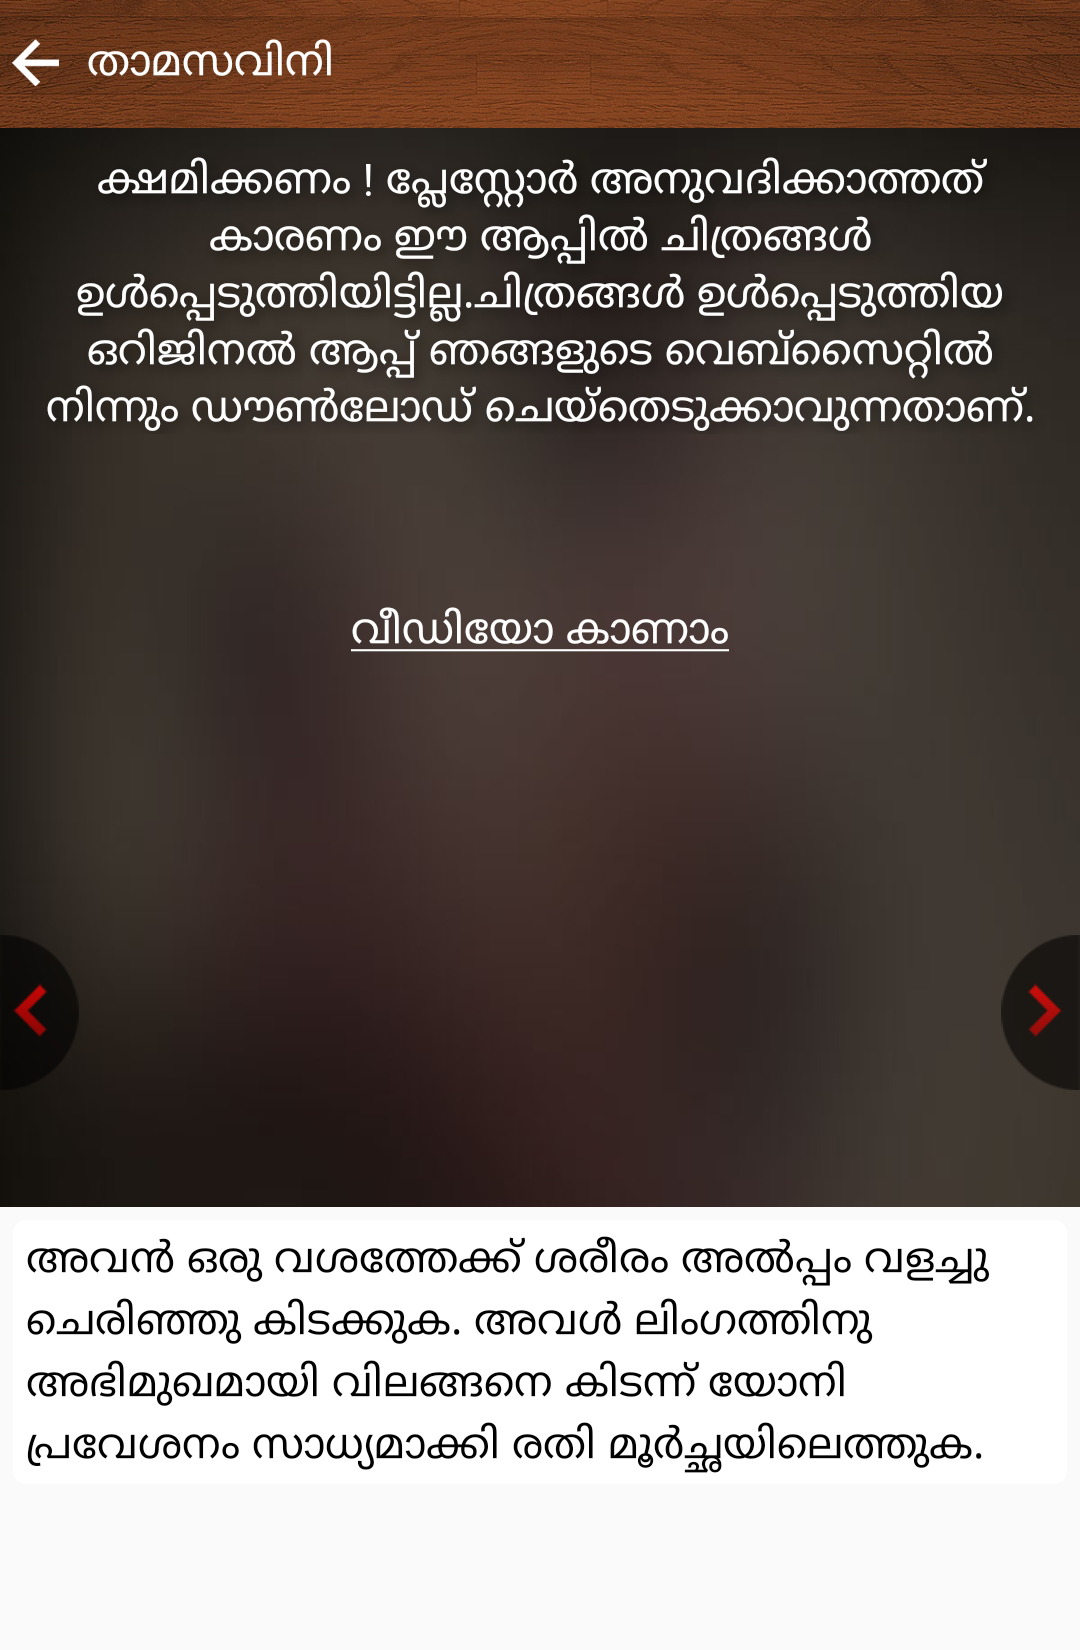 താമസവിനി
ക്ഷമിക്കണം ! പ്ലേസ്റ്റോർ അനുവദിക്കാത്തത്
കാരണം ഈ ആപ്പിൽ ചിത്രങ്ങൾ
ഉൾപ്പെടുത്തിയിട്ടില്ല.ചിത്രങ്ങൾ ഉൾപ്പെടുത്തിയ
ഒറിജിനൽ ആപ്പ് ഞങ്ങളുടെ വെബ്സൈറ്റിൽ
നിന്നും ഡൗൺലോഡ് ചെയ്തെടുക്കാവുന്നതാണ്.
വീഡിയോ കാണാം
അവൻ ഒരു വശത്തേക്ക് ശരീരം അൽപ്പം വളച്ചു
ചെരിഞ്ഞു കിടക്കുക. അവൾ ലിംഗത്തിനു
അഭിമുഖമായി വിലങ്ങനെ കിടന്ന് യോനി
പ്രവേശനം സാധ്യമാക്കി രതി മൂർച്ഛയിലെത്തുക.